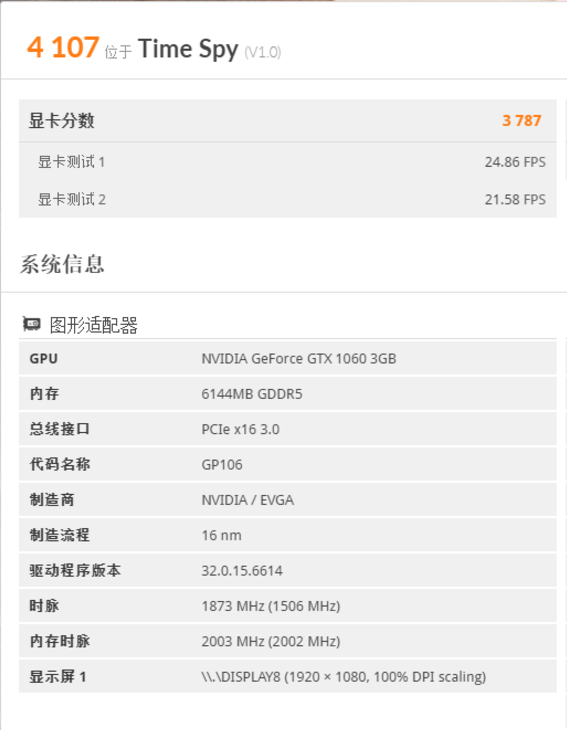 4 107 位于 Time Spy (V1.0)
显卡分数 3 787
显卡测试 1 24.86 FPS
显卡测试 2 21.58 FPS
系统信息
图形适配器
GPU NVIDIA GeForce GTX 1060 3GB
内存 6144MB GDDR5
总线接口 PCIe x16 3.0
代码名称 GP106
制造商 NVIDIA / EVGA
制造流程 16 nm
驱动程序版本 32.0.15.6614
时脉 1873 MHz (1506 MHz)
内存时脉 2003 MHz (2002 MHz)
显示屏 1 \\.\DISPLAY8 (1920 × 1080, 100% DPI scaling)